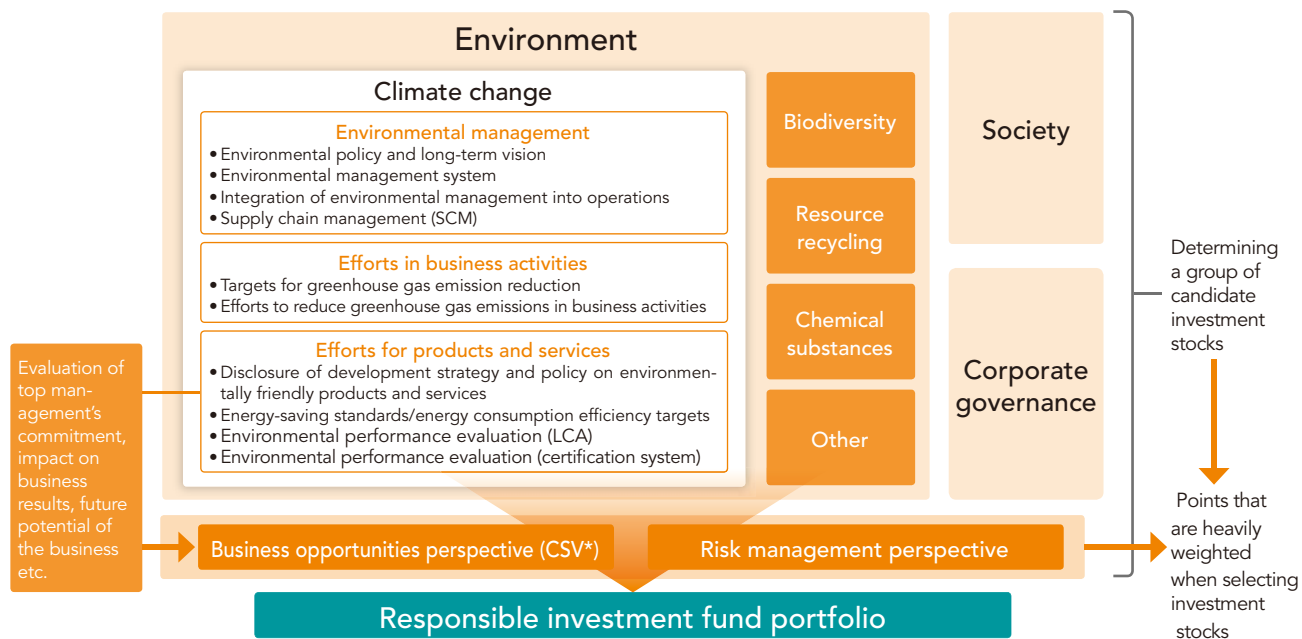 Environment
Climate change
Environmental management
• Environmental policy and long-term vision
• Environmental management system
• Integration of environmental management into operations
• Supply chain management (SCM)
Efforts in business activities
• Targets for greenhouse gas emission reduction
• Efforts to reduce greenhouse gas emissions in business activities
Efforts for products and services
• Disclosure of development strategy and policy on environmen-
tally friendly products and services
• Energy-saving standards/energy consumption efficiency targets
• Environmental performance evaluation (LCA)
• Environmental performance evaluation (certification system)
Biodiversity
Resource
recycling
Chemical
substances
Other
Society
Corporate
governance
Evaluation of
top man-
agement’s
commitment,
impact on
business
results, future
potential of
the business
etc.
Business opportunities perspective (CSV*)
Risk management perspective
Responsible investment fund portfolio
Determining
a group of
candidate
investment
stocks
Points that
are heavily
weighted
when selecting
investment
stocks